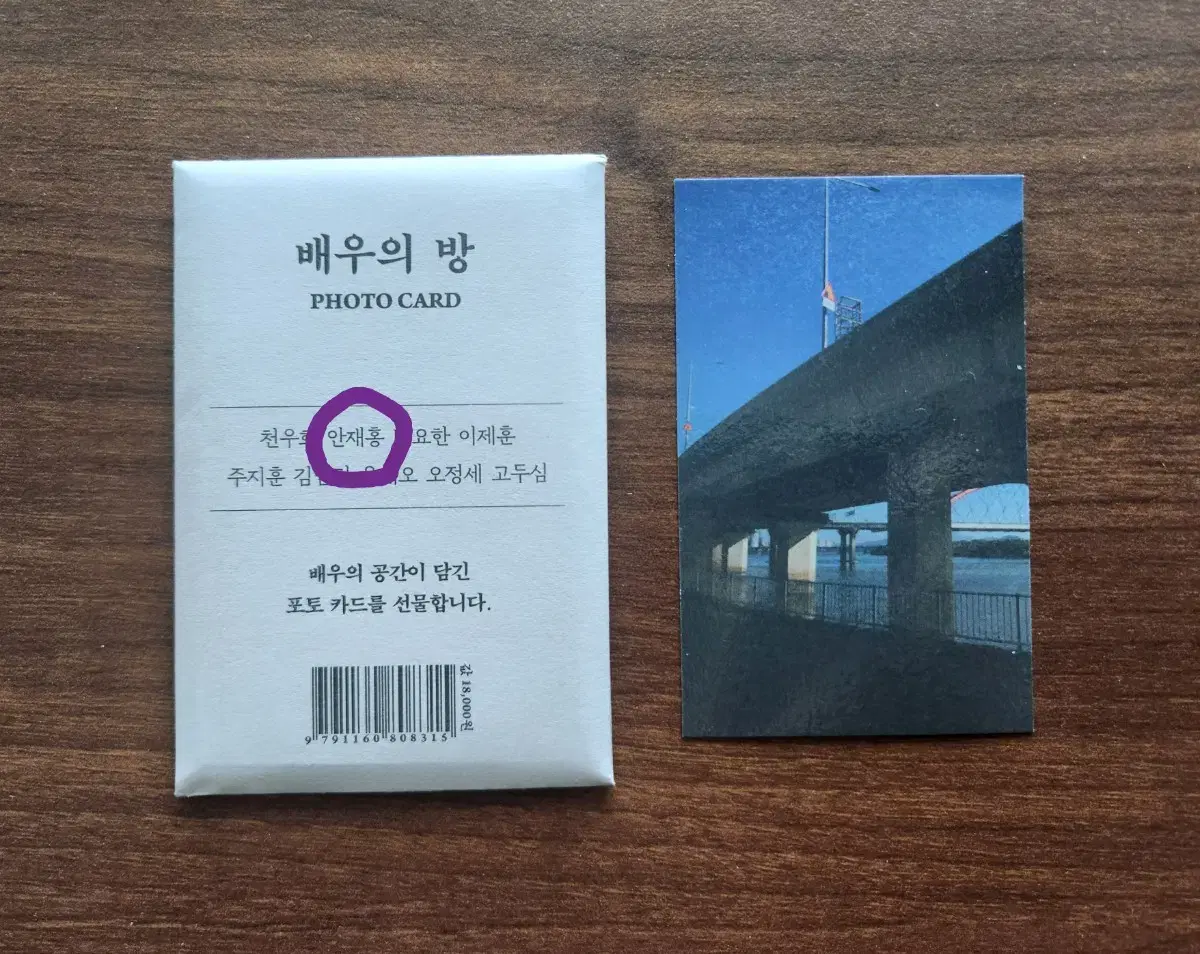 배우의 방
PHOTO CARD
천우희 안재홍 요한 이제훈
주지훈 오정세 고두심
배우의 공간이 담긴
포토 카드를 선물합니다.
값 18,000원
9 791160 808315